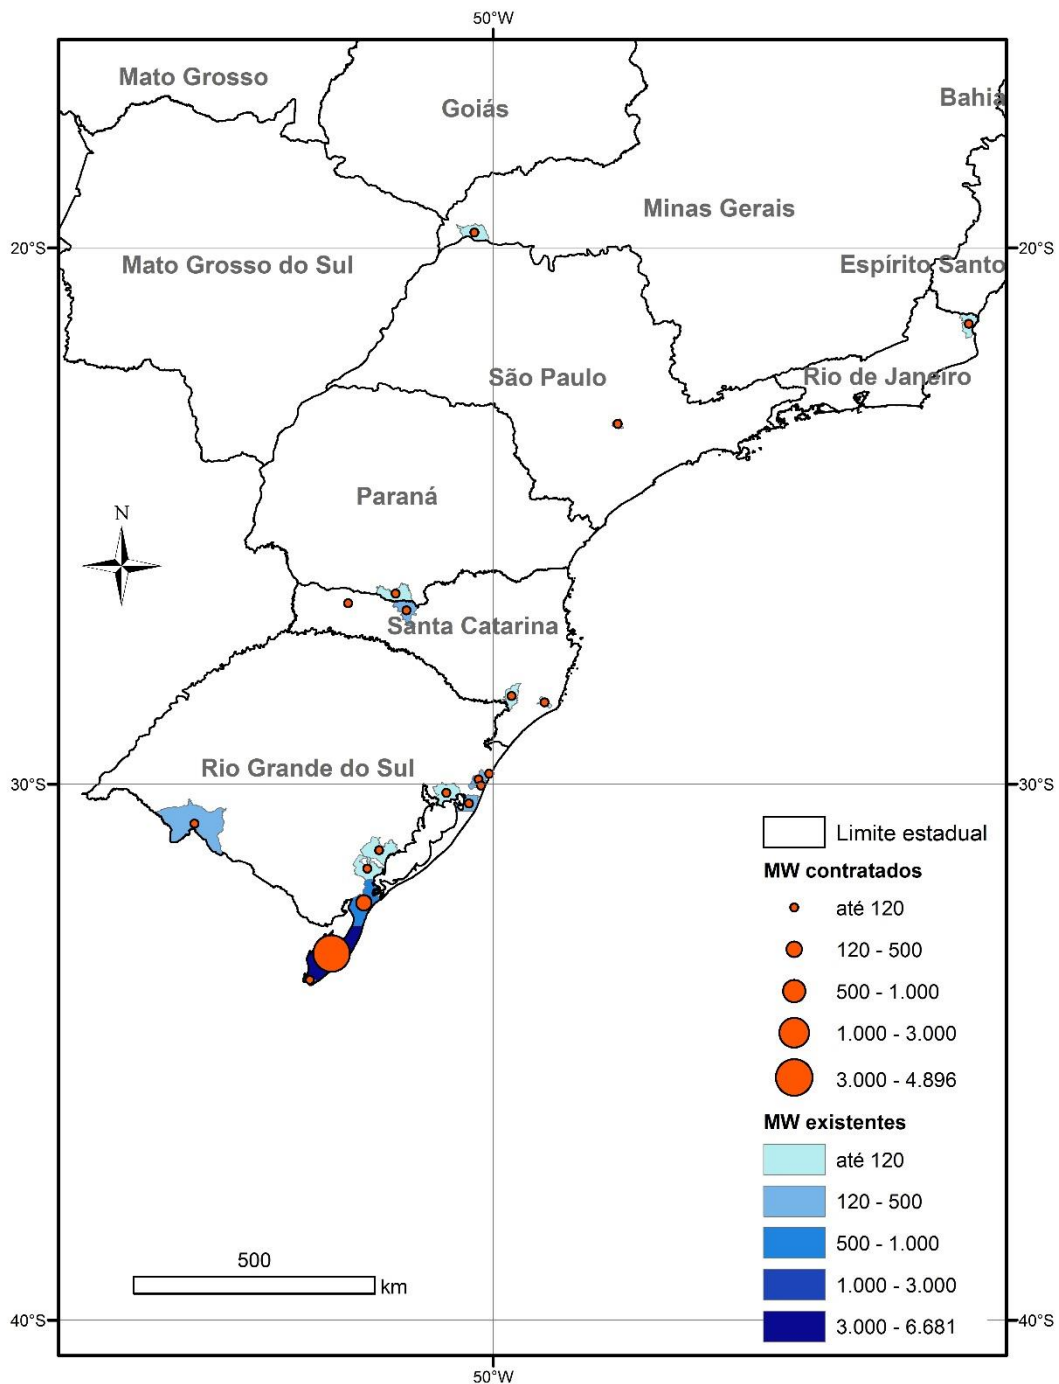 50°W
Mato Grosso
Goiás
Bahia
Minas Gerais
20°S
20°S
Mato Grosso do Sul
Espírito Santo
São Paulo
Rio de Janeiro
Paraná
N
Santa Catarina
Rio Grande do Sul
30°S
30°S
Limite estadual
MW contratados
até 120
120 - 500
500 - 1.000
1.000 - 3.000
3.000 - 4.896
MW existentes
até 120
120 - 500
500 - 1.000
1.000 - 3.000
3.000 - 6.681
500
km
40°S
40°S
50°W